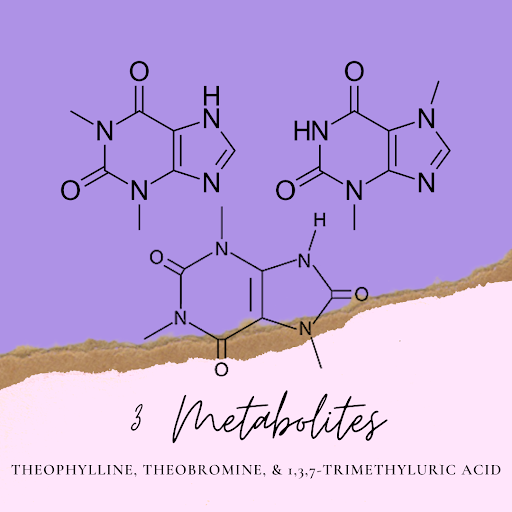 O O
H
N N HN N
O N N O N N
H
O N N
O
N N
O
3 Metabolites
THEOPHYLLINE, THEOBROMINE, & 1,3,7-TRIMETHYLURIC ACID